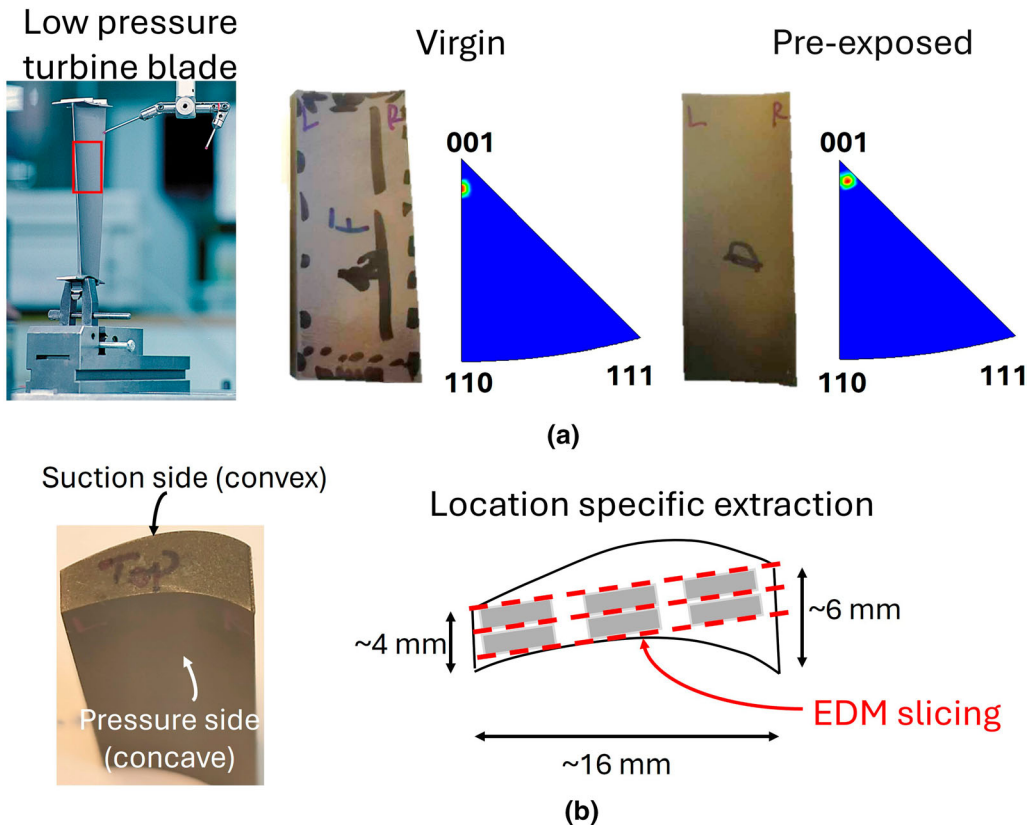 Low pressure
turbine blade
Virgin
Pre-exposed
L
R
F
001
110
111
L
R
D
001
110
111
(a)
Suction side (convex)
Top
Pressure side
(concave)
Location specific extraction
~4 mm
~6 mm
EDM slicing
~16 mm
(b)